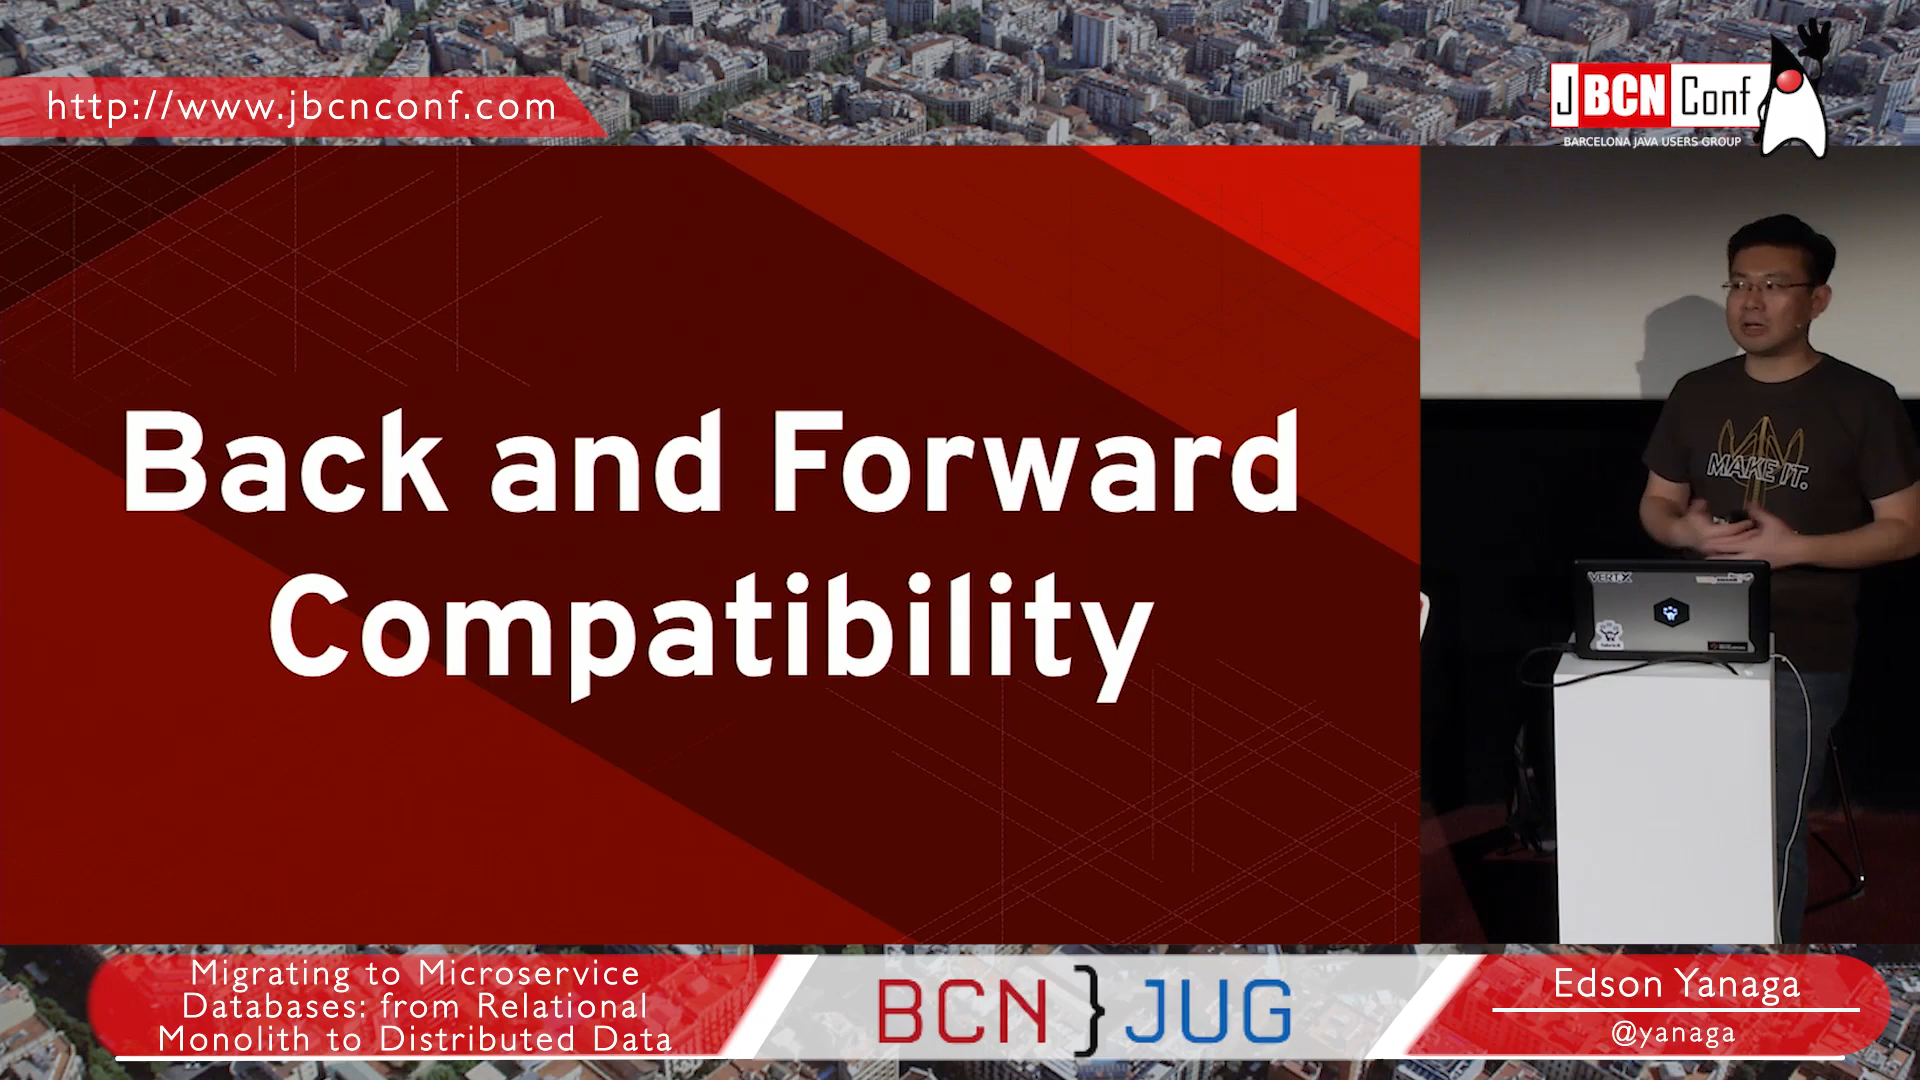 http://www.jbcnconf.com
JBCNConf
BARCELONA JAVA USERS GROUP
Back and Forward
Compatibility
MAKE IT.
VERT.X
Migrating to Microservice
Databases: from Relational
Monolith to Distributed Data
BCN}JUG
Edson Yanaga
@yanaga